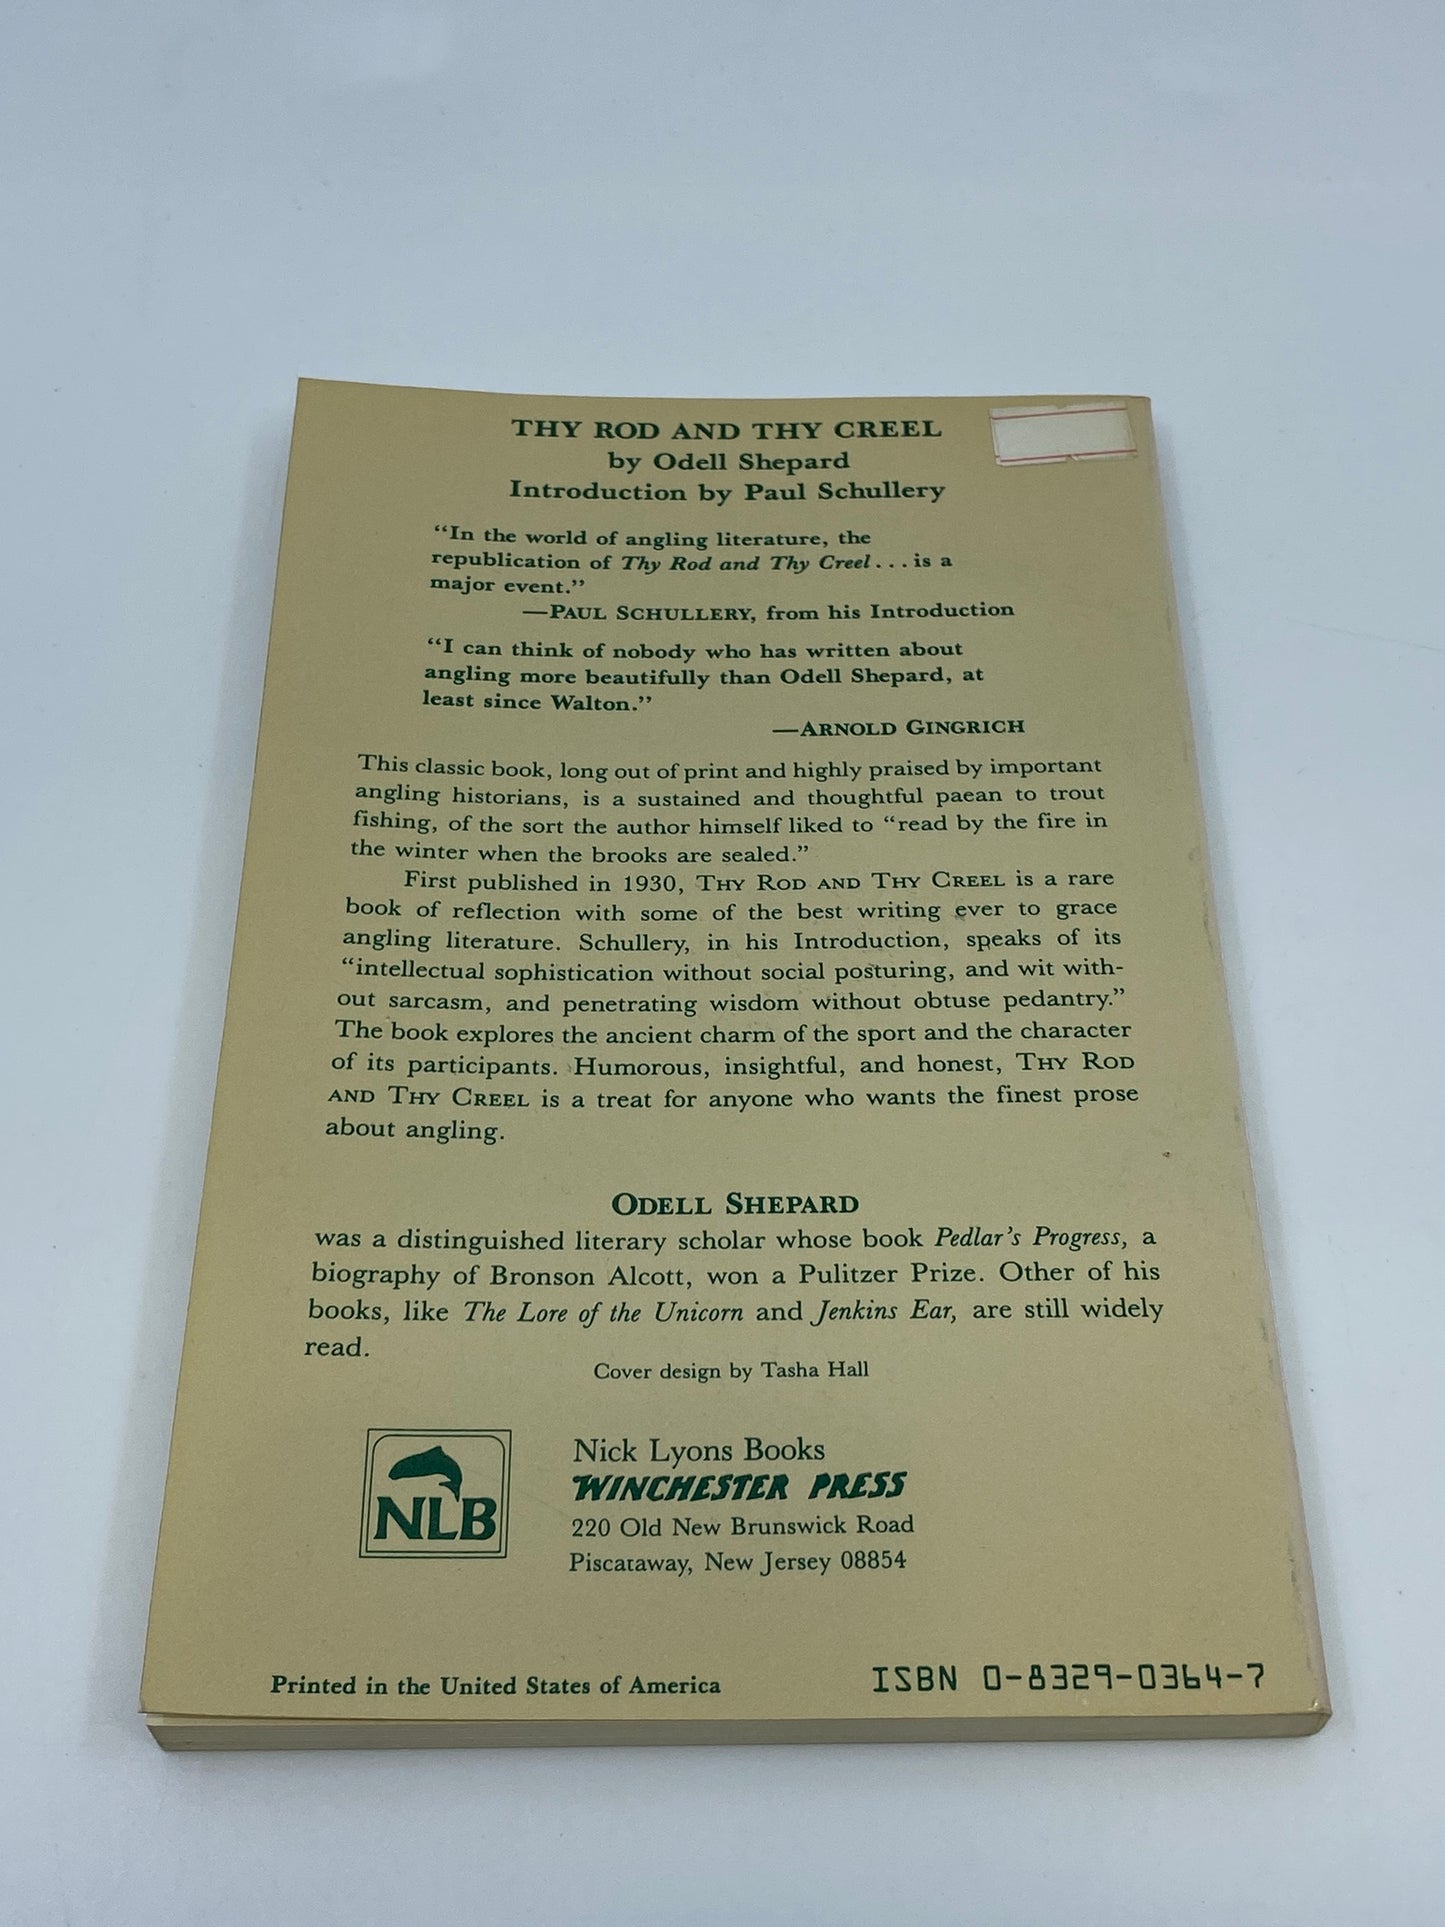 THY ROD AND THY CREEL
by Odell Shepard
Introduction by Paul Schullery
“In the world of angling literature, the
republication of Thy Rod and Thy Creel...is a
major event.”
—PAUL SCHULLERY, from his Introduction
“I can think of nobody who has written about
angling more beautifully than Odell Shepard, at
least since Walton.”
—ARNOLD GINGRICH
This classic book, long out of print and highly praised by important
angling historians, is a sustained and thoughtful paean to trout
fishing, of the sort the author himself liked to “read by the fire in
the winter when the brooks are sealed.”
First published in 1930, THY ROD AND THY CREEL is a rare
book of reflection with some of the best writing ever to grace
angling literature. Schullery, in his Introduction, speaks of its
“intellectual sophistication without social posturing, and wit with-
out sarcasm, and penetrating wisdom without obtuse pedantry.”
The book explores the ancient charm of the sport and the character
of its participants. Humorous, insightful, and honest, THY ROD
AND THY CREEL is a treat for anyone who wants the finest prose
about angling.
ODELL SHEPARD
was a distinguished literary scholar whose book Pedlar’s Progress, a
biography of Bronson Alcott, won a Pulitzer Prize. Other of his
books, like The Lore of the Unicorn and Jenkins Ear, are still widely
read.
Cover design by Tasha Hall
NLB
Nick Lyons Books
WINCHESTER PRESS
220 Old New Brunswick Road
Piscataway, New Jersey 08854
Printed in the United States of America
ISBN 0-8329-0364-7